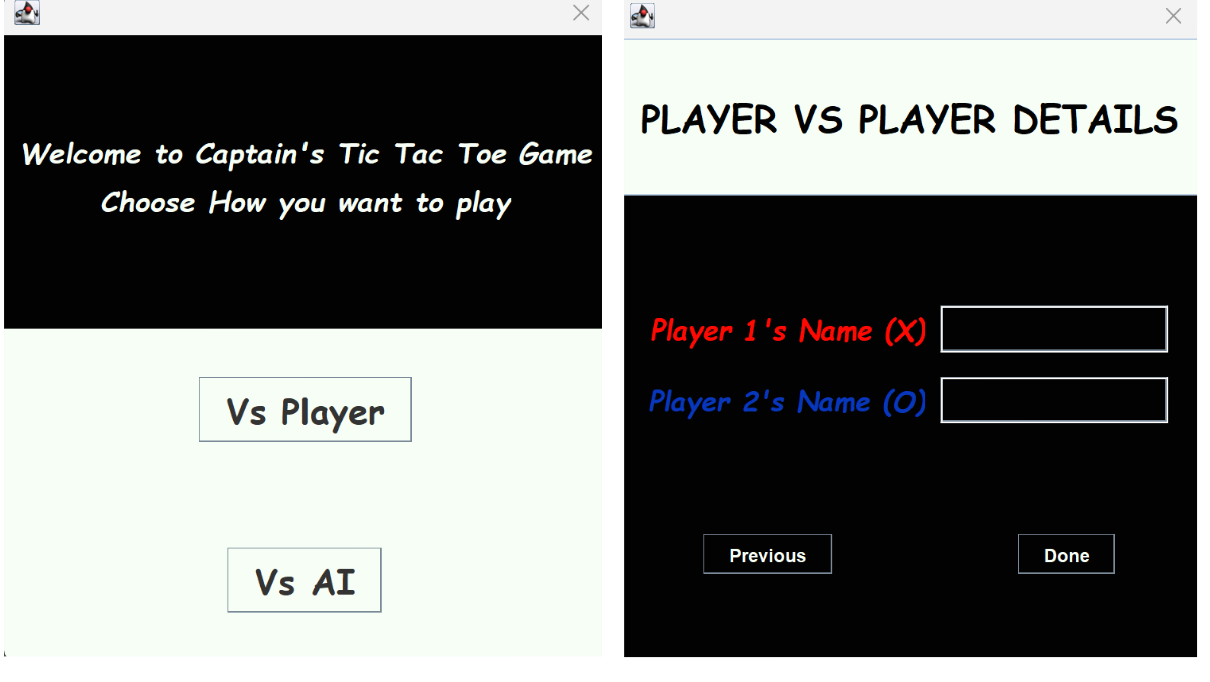 Welcome to Captain's Tic Tac Toe Game
Choose How you want to play
Vs Player
Vs AI
PLAYER VS PLAYER DETAILS
Player 1's Name (X)
Player 2's Name (O)
Previous
Done